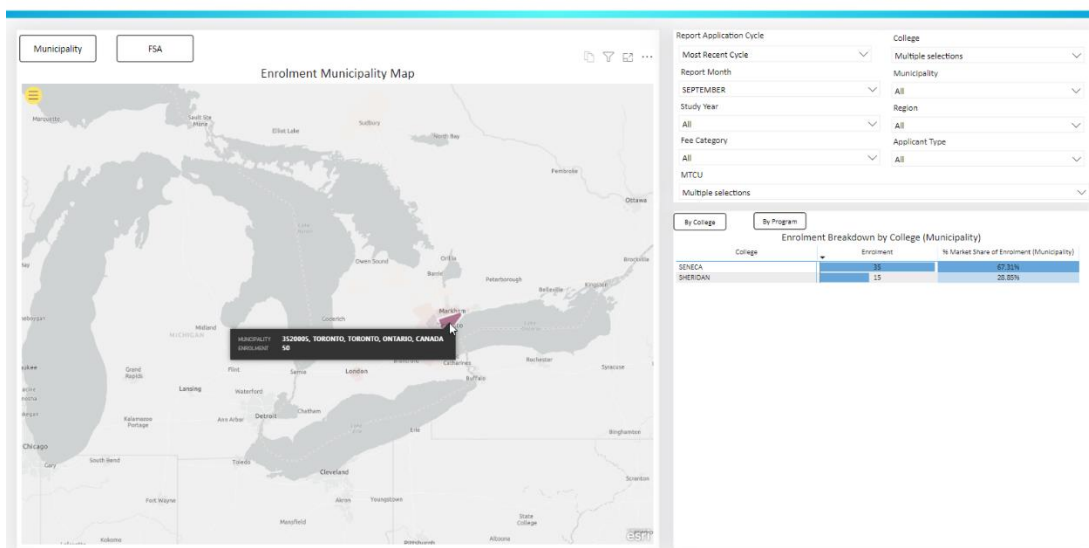 Municipality
FSA
Enrolment Municipality Map
Marquette
Sault Ste Marie
Elliot Lake
Sudbury
North Bay
Pembroke
Ottawa
Owen Sound
Orillia
Barrie
Peterborough
Belleville
Kingston
Brockville
Markham
Goderich
Midland
MICHIGAN
MUNICIPALITY 3520005, TORONTO, TORONTO, ONTARIO, CANADA
ENROLMENT 50
Grand Rapids
Flint
Sarnia
London
Catharines
Rochester
Syracuse
Lansing
Waterford
Buffalo
Kalamazoo
Portage
Ann Arbor
Detroit
Chatham
Erie
Binghamton
Chicago
Gary
South Bend
Toledo
Cleveland
Scranton
Fort Wayne
Akron
Youngstown
Mansfield
State College
Altoona
Kokomo
Pittsburgh
esri
Report Application Cycle
College
Most Recent Cycle
Multiple selections
Report Month
Municipality
SEPTEMBER
All
Study Year
Region
All
All
Fee Category
Applicant Type
All
All
MTCU
Multiple selections
By College
By Program
Enrolment Breakdown by College (Municipality)
College Enrolment % Market Share of Enrolment (Municipality)
SENECA 35 67.31%
SHERIDAN 15 28.85%